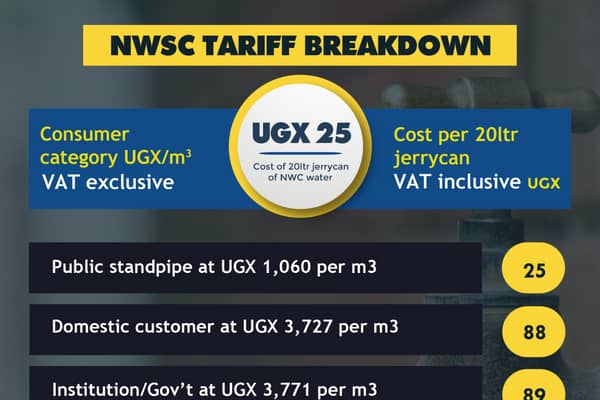 NWSC TARIFF BREAKDOWN
Consumer
category UGX/m³
VAT exclusive
UGX 25
Cost of 20ltr jerrycan
of NWC water
Cost per 20ltr
jerrycan
VAT inclusive UGX
Public standpipe at UGX 1,060 per m3
25
Domestic customer at UGX 3,727 per m3
88
Institution/Gov't at UGX 3,771 per m3
89